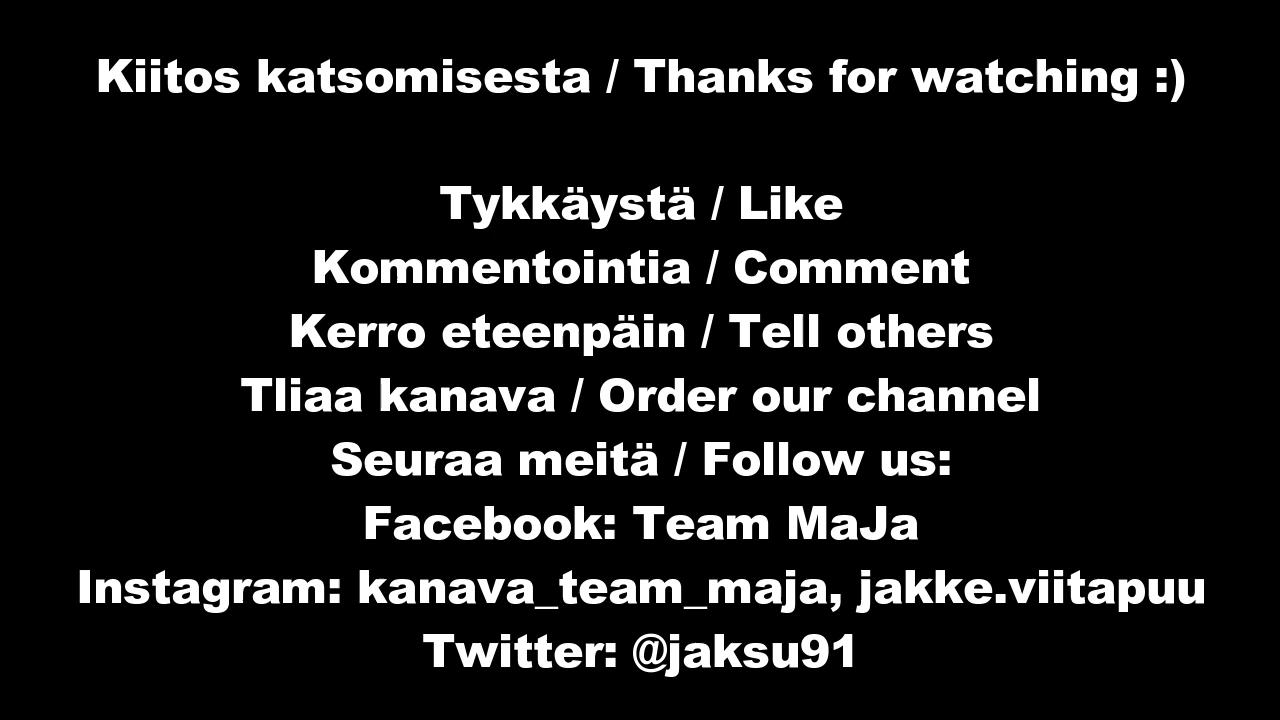 Kiitos katsomisesta / Thanks for watching :)
Tykkäystä / Like
Kommentointia / Comment
Kerro eteenpäin / Tell others
Tliaa kanava / Order our channel
Seuraa meitä / Follow us:
Facebook: Team MaJa
Instagram: kanava_team_maja, jakke.viitapuu
Twitter: @jaksu91